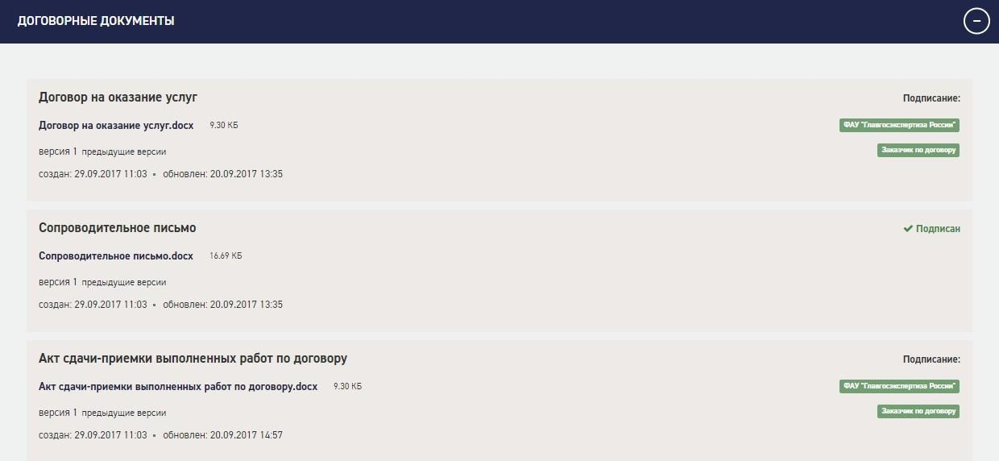 ДОГОВОРНЫЕ ДОКУМЕНТЫ
Договор на оказание услуг
Подписание:
Договор на оказание услуг.docx 9.30 КБ
ФАУ "Главгосэкспертиза России"
версия 1 предыдущие версии
Заказчик по договору
создан: 29.09.2017 11:03 • обновлен: 20.09.2017 13:35
Сопроводительное письмо
Подписан
Сопроводительное письмо.docx 16.69 КБ
версия 1 предыдущие версии
создан: 29.09.2017 11:03 • обновлен: 20.09.2017 13:35
Акт сдачи-приемки выполненных работ по договору
Подписание:
Акт сдачи-приемки выполненных работ по договору.docx 9.30 КБ
ФАУ "Главгосэкспертиза России"
версия 1 предыдущие версии
Заказчик по договору
создан: 29.09.2017 11:03 • обновлен: 20.09.2017 14:57